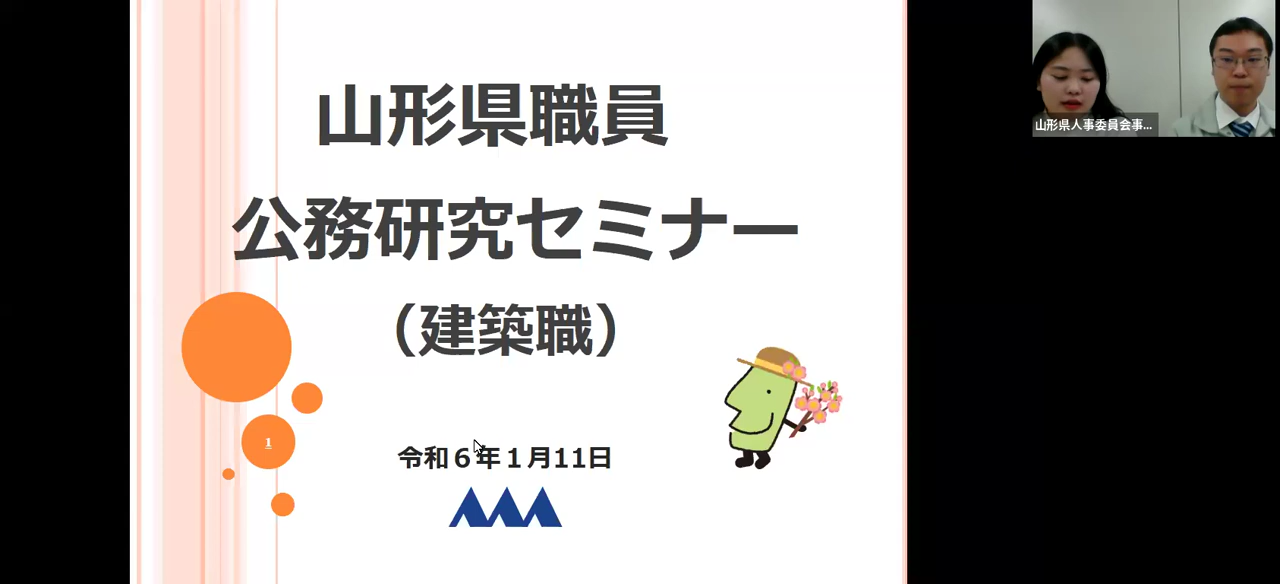 山形県職員
公務研究セミナー
（建築職）
1
令和６年１月11日
山形県人事委員会事...